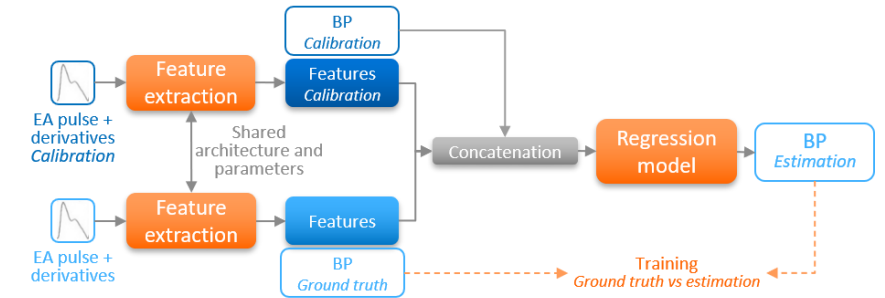 BP
Calibration
Feature
extraction
Features
Calibration
EA pulse +
derivatives
Calibration
Shared
architecture and
parameters
Concatenation
Regression
model
BP
Estimation
Feature
extraction
Features
EA pulse +
derivatives
BP
Ground truth
Training
Ground truth vs estimation